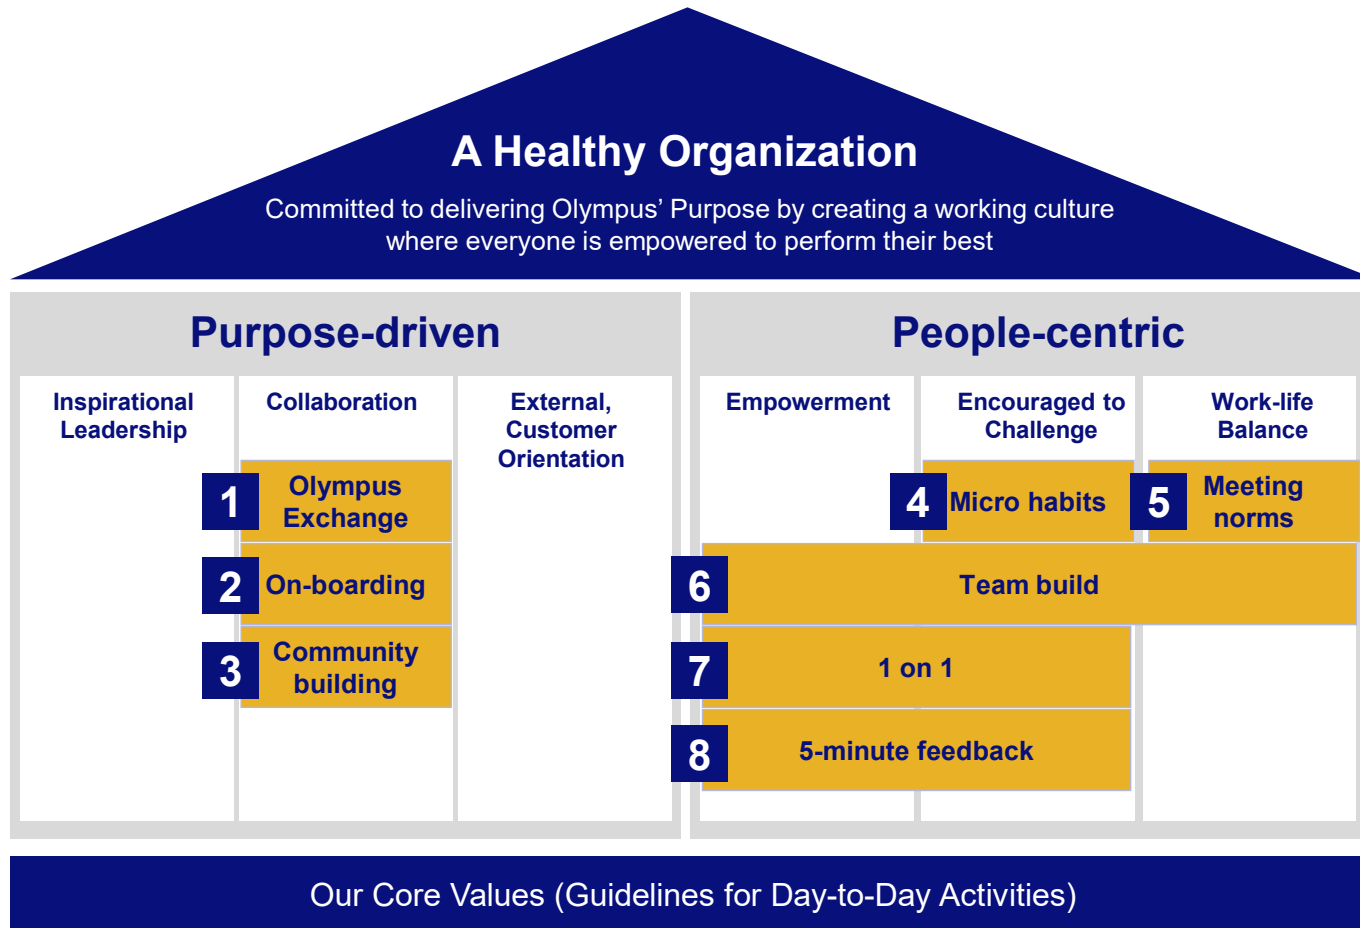 A Healthy Organization
Committed to delivering Olympus’ Purpose by creating a working culture
where everyone is empowered to perform their best
Purpose-driven
Inspirational
Leadership
Collaboration
External,
Customer
Orientation
1
Olympus
Exchange
2
On-boarding
3
Community
building
People-centric
Empowerment
Encouraged to
Challenge
Work-life
Balance
4
Micro habits
5
Meeting
norms
6
Team build
7
1 on 1
8
5-minute feedback
Our Core Values (Guidelines for Day-to-Day Activities)